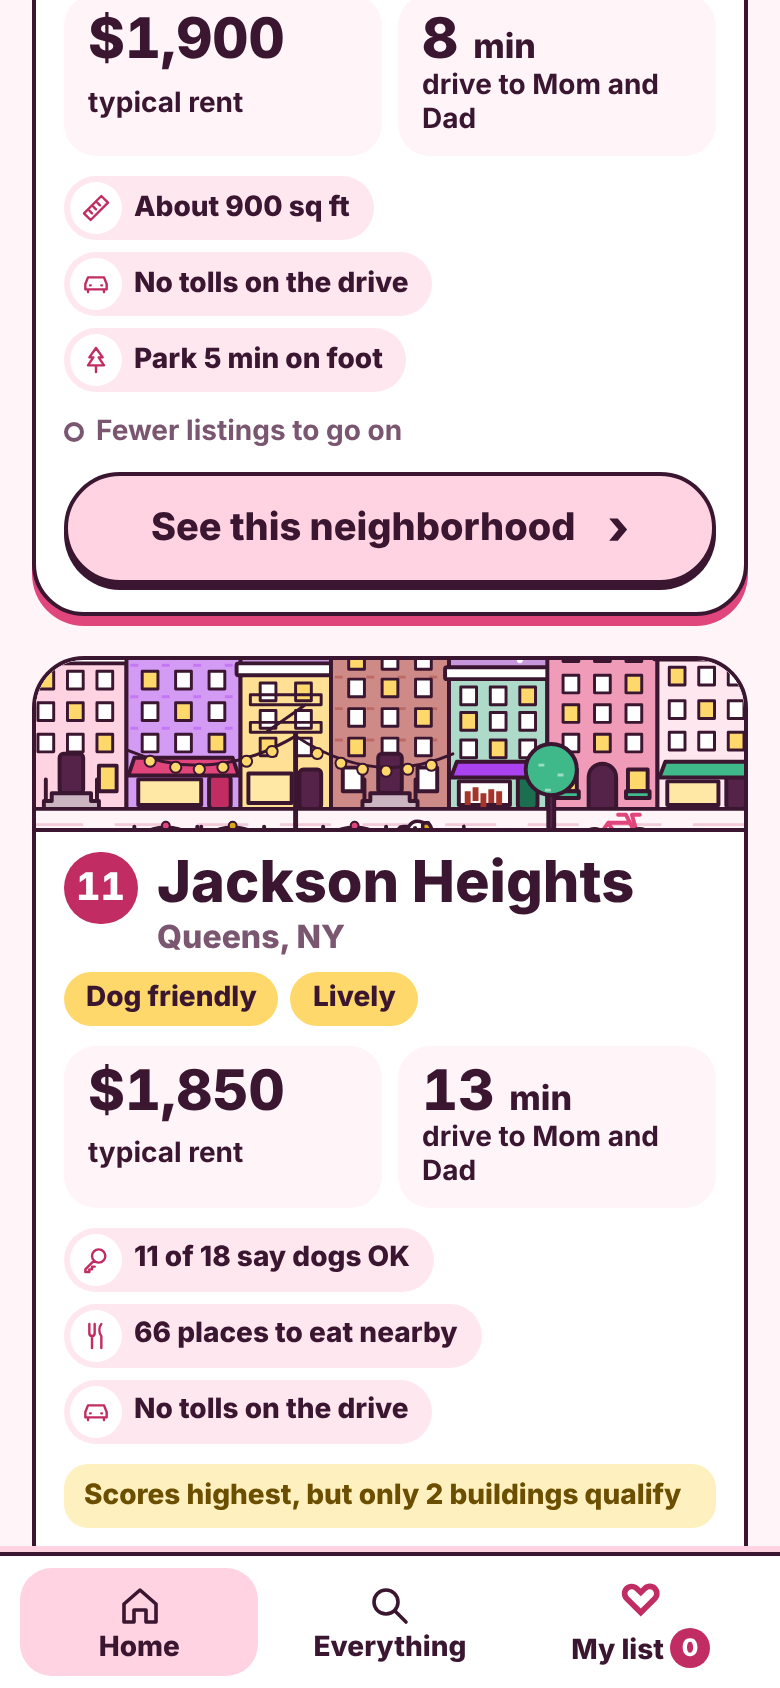 $1,900
typical rent
8 min
drive to Mom and
Dad
About 900 sq ft
No tolls on the drive
Park 5 min on foot
Fewer listings to go on
See this neighborhood ›
11 Jackson Heights
Queens, NY
Dog friendly
Lively
$1,850
typical rent
13 min
drive to Mom and
Dad
11 of 18 say dogs OK
66 places to eat nearby
No tolls on the drive
Scores highest, but only 2 buildings qualify
Home
Everything
My list 0